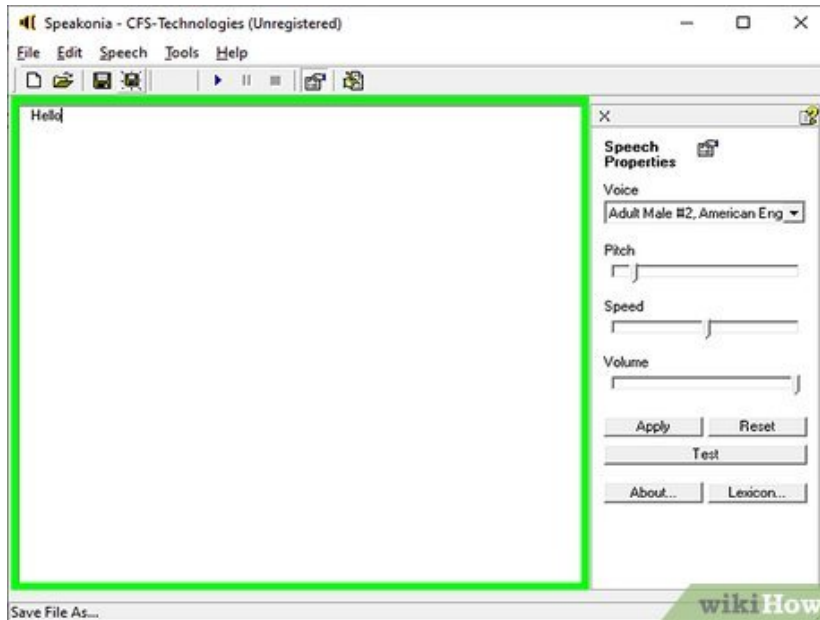 Speakonia - CFS-Technologies (Unregistered)
File Edit Speech Tools Help
Hello
Speech
Properties
Voice
Adult Male #2, American Eng
Pitch
Speed
Volume
Apply Reset
Test
About... Lexicon...
Save File As...
wikiHow